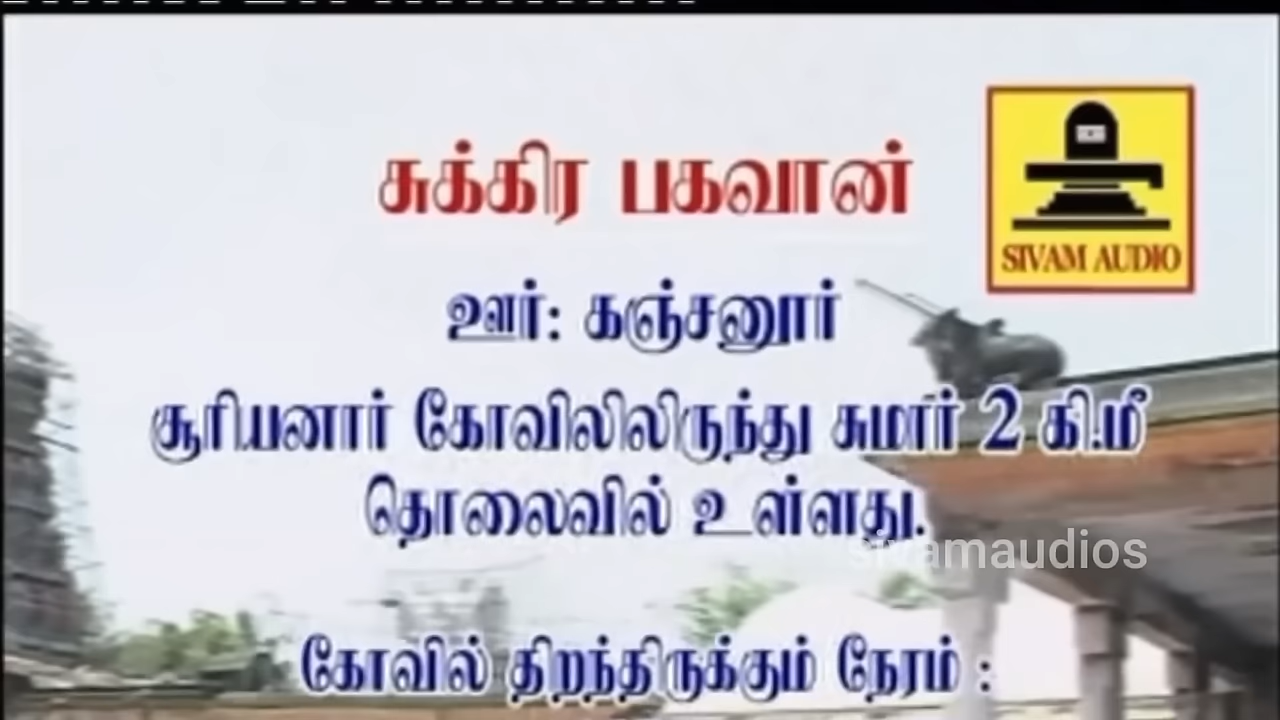 சுக்கிர பகவான்
SIVAM AUDIO
ஊர்: கஞ்சனூர்
சூரியனார் கோவிலிலிருந்து சுமார் 2 கி.மீ
தொலைவில் உள்ளது.
sivamaudios
கோவில் திறந்திருக்கும் நேரம் :